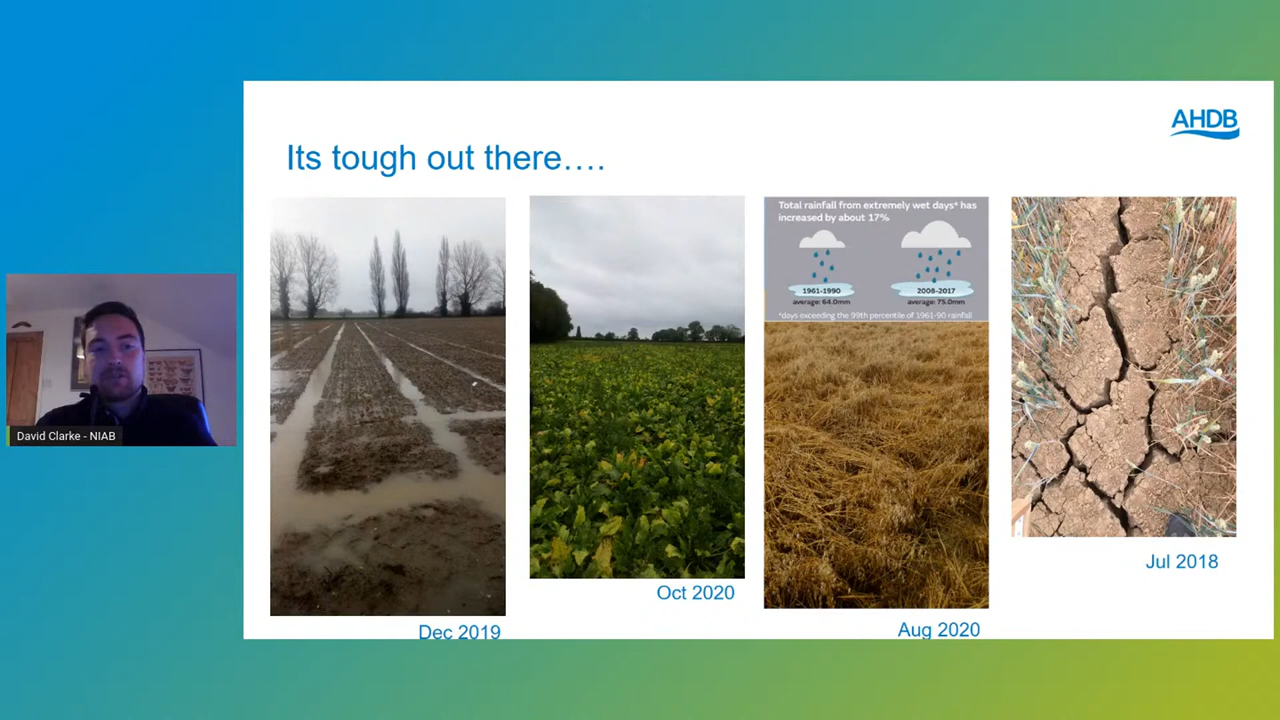 AHDB
Its tough out there….
Total rainfall from extremely wet days* has
increased by about 17%
1961-1990
average: 64.0mm
2008-2017
average: 75.0mm
*days exceeding the 99th percentile of 1961-90 rainfall
David Clarke - NIAB
Jul 2018
Oct 2020
Dec 2019
Aug 2020